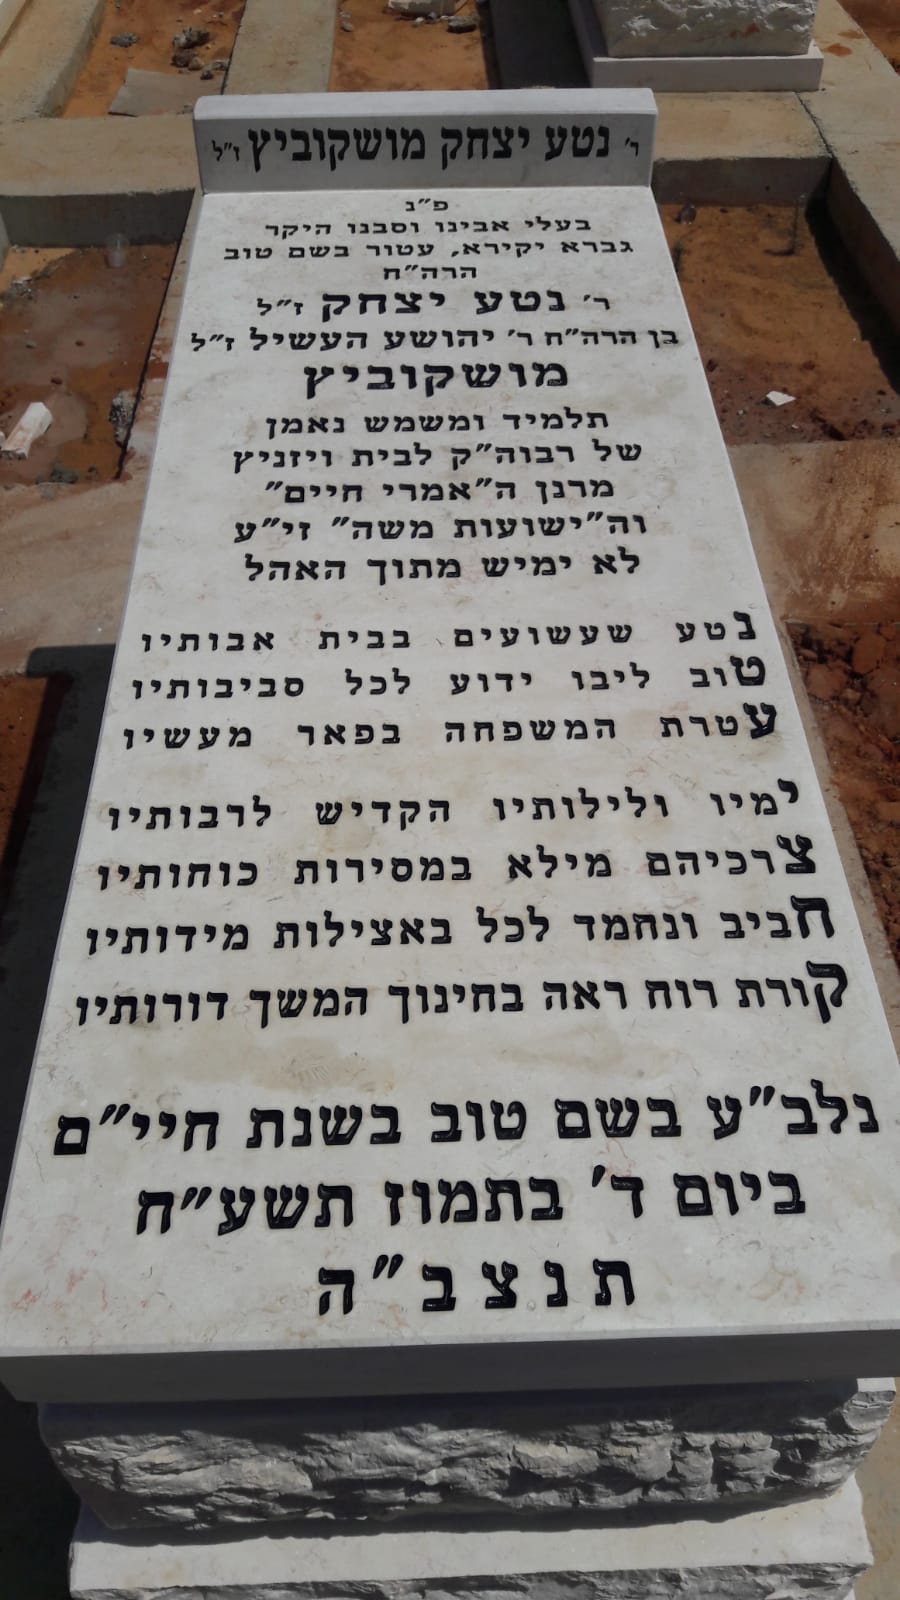 ר׳ נטע יצחק מושקוביץ ז״ל
פ״נ
בעלי אבינו וסבנו היקר
גברא יקירא, עטור בשם טוב
הרה״ח
ר׳ נטע יצחק ז״ל
בן הרה״ח ר׳ יהושע העשיל ז״ל
מושקוביץ
תלמיד ומשמש נאמן
של רבוה״ק לבית ויזניץ
מרנן ה״אמרי חיים״
וה״ישועות משה״ זי״ע
לא ימיש מתוך האהל
נטע שעשועים בבית אבותיו
טוב ליבו ידוע לכל סביבותיו
עטרת המשפחה בפאר מעשיו
ימיו ולילותיו הקדיש לרבותיו
צרכיהם מילא במסירות כוחותיו
חביב ונחמד לכל באצילות מידותיו
קורת רוח ראה בחינוך המשך דורותיו
נלב״ע בשם טוב בשנת חיי״ם
ביום ד׳ בתמוז תשע״ח
תנצב״ה